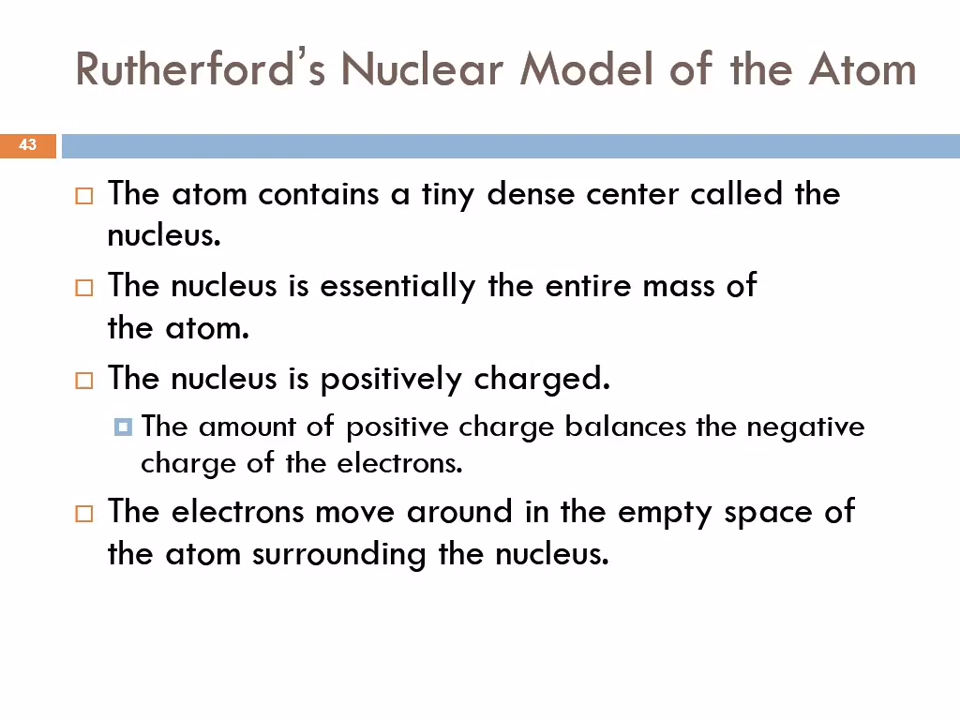 Rutherford’s Nuclear Model of the Atom
43
The atom contains a tiny dense center called the
nucleus.
The nucleus is essentially the entire mass of
the atom.
The nucleus is positively charged.
The amount of positive charge balances the negative
charge of the electrons.
The electrons move around in the empty space of
the atom surrounding the nucleus.